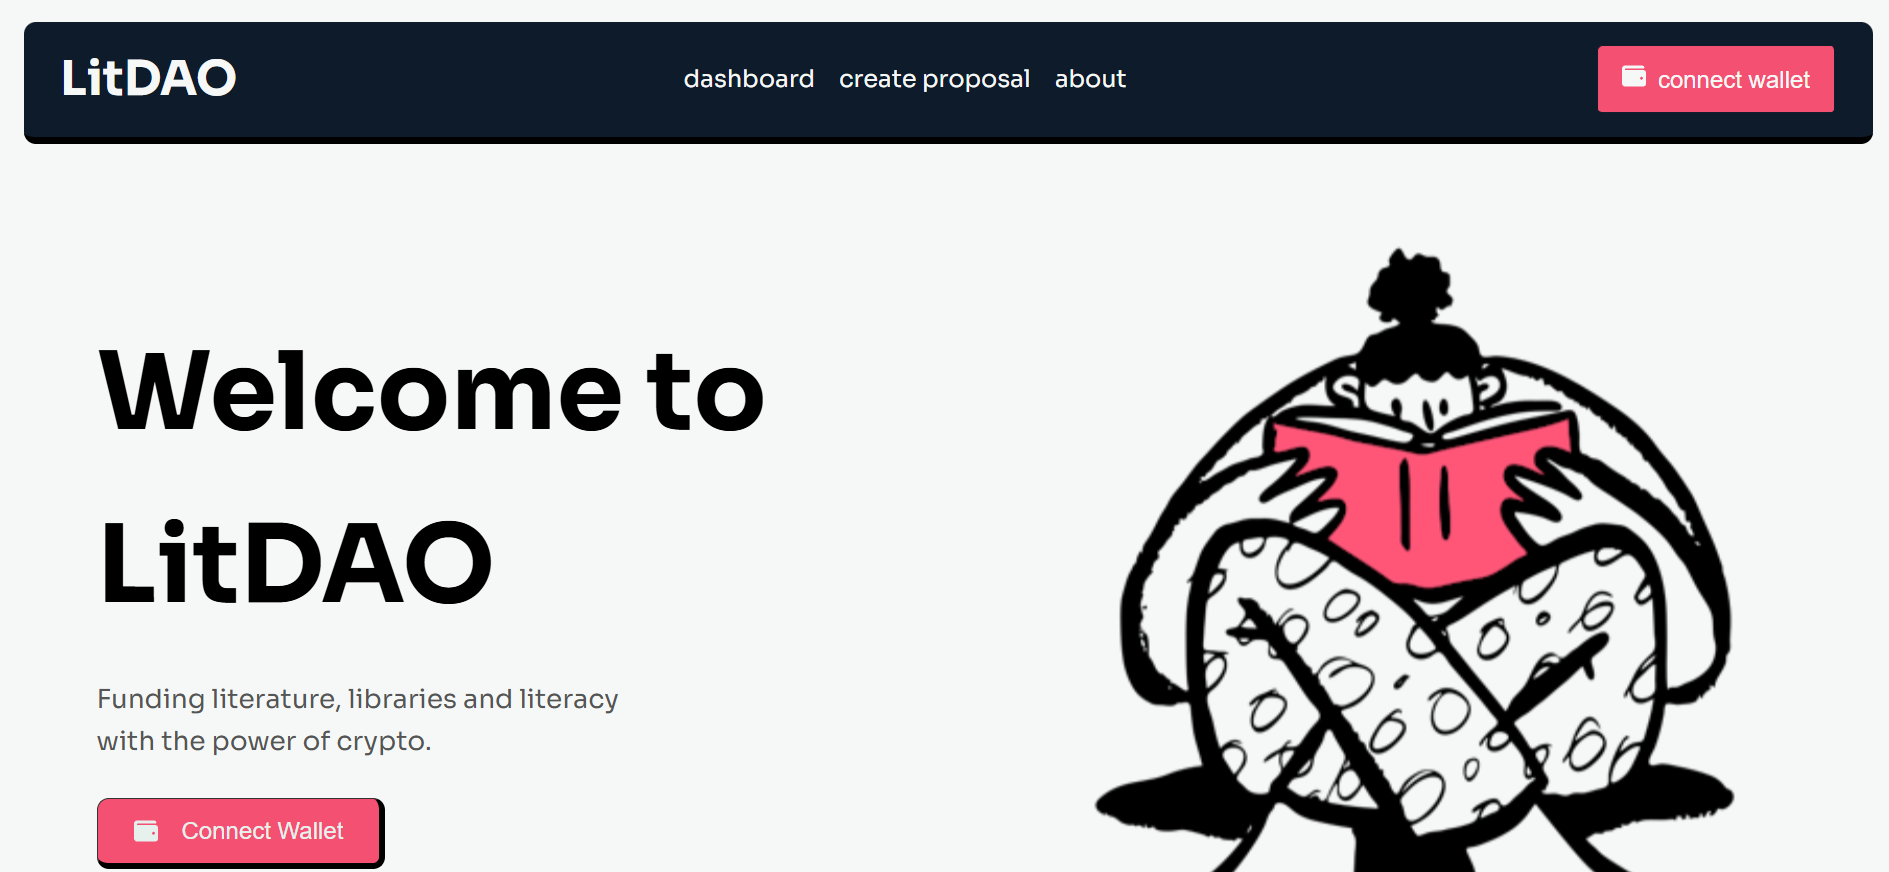 LitDAO
dashboard create proposal about
connect wallet
Welcome to
LitDAO
Funding literature, libraries and literacy
with the power of crypto.
Connect Wallet